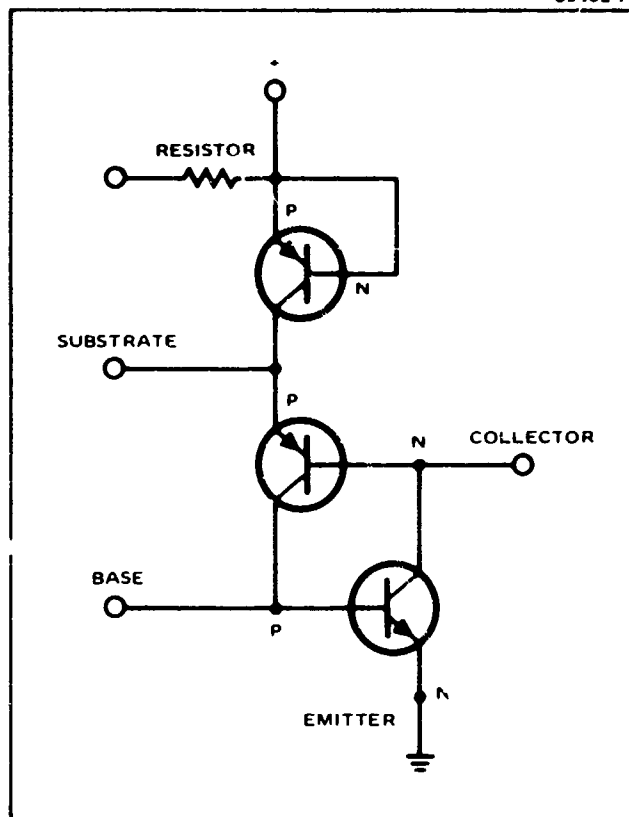 +
RESISTOR
P
N
SUBSTRATE
P
N
COLLECTOR
BASE
P
N
EMITTER